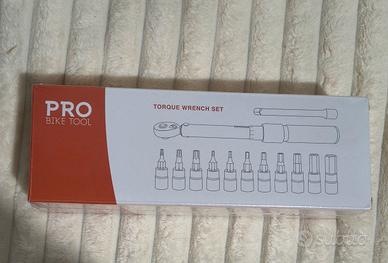 PRO
BIKE TOOL
TORQUE WRENCH SET
subito